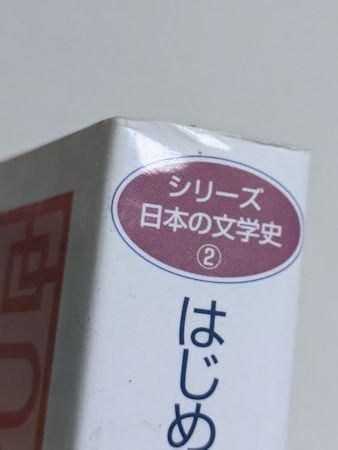 シリーズ
日本の文学史
②
はじめ